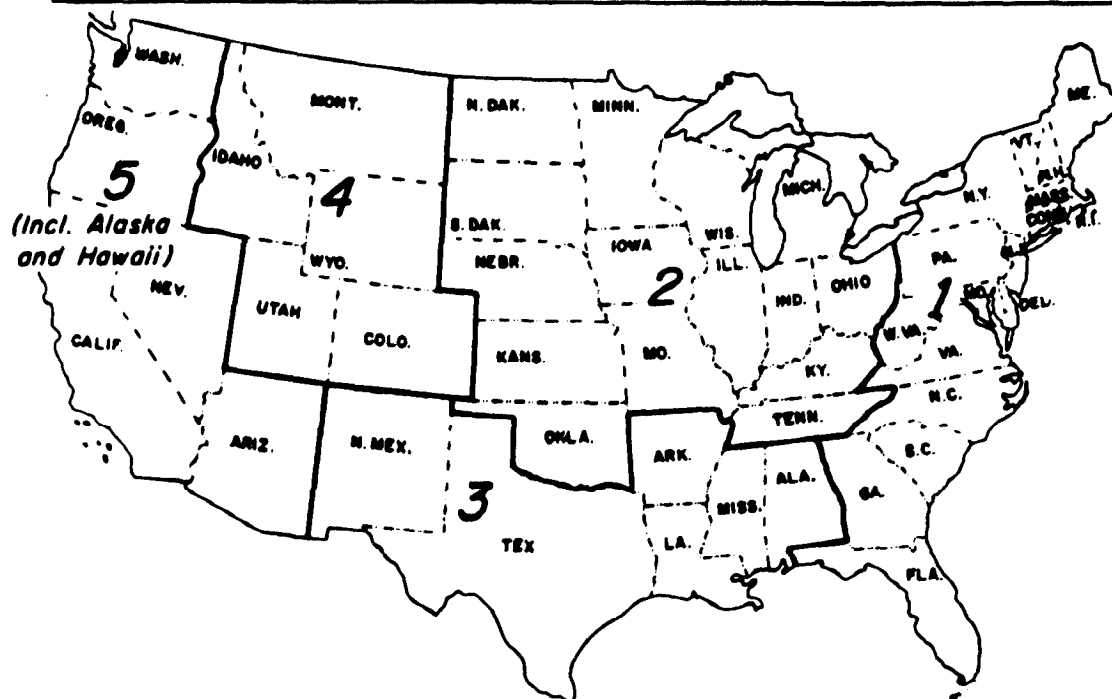 WASH.
MONT.
N. DAK.
MINN.
ME.
OREG.
VT.
N.H.
IDAHO
MICH.
N.Y.
MASS.
CONN.
R.I.
5
4
(Incl. Alaska
and Hawaii)
S. DAK.
WIS.
IOWA
PA.
WYO.
NEBR.
ILL.
2
OHIO
NEV.
IND.
MD.
1
DEL.
UTAH
COLO.
W. VA.
CALIF.
KANS.
MO.
VA.
KY.
N.C.
TENN.
ARIZ.
N. MEX.
OKLA.
ARK.
S.C.
ALA.
GA.
3
MISS.
TEX
LA.
FLA.